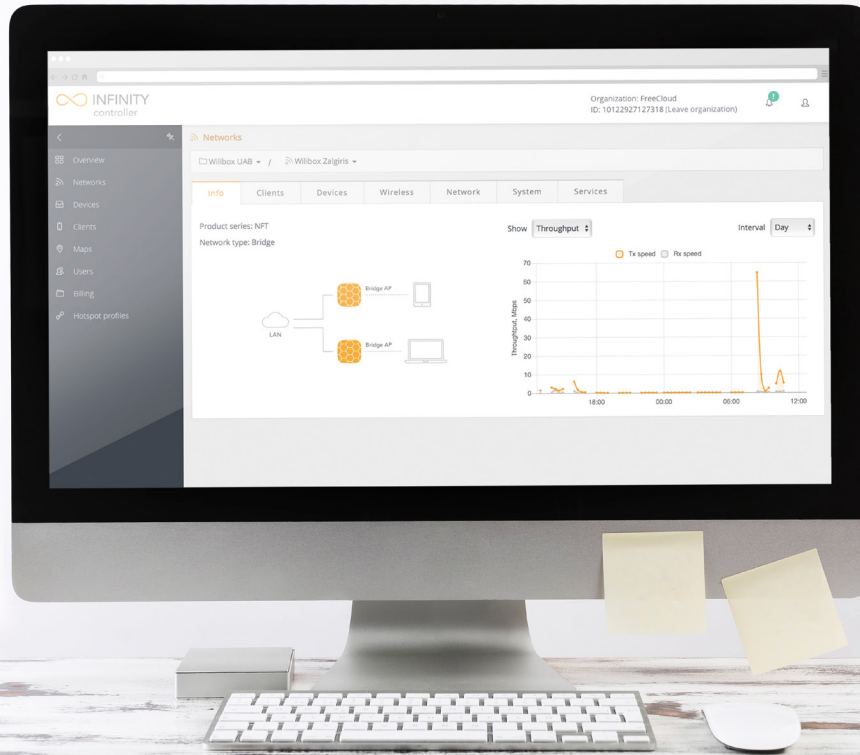 INFINITY
controller
Organization: FreeCloud
ID: 10122927127318 (Leave organization)
!
Overview
Networks
Devices
Clients
Maps
Users
Billing
Hotspot profiles
Networks
Wilibox UAB / Wilibox Zalgiris
Info Clients Devices Wireless Network System Services
Product series: NFT
Network type: Bridge
LAN
Bridge AP
Bridge AP
Show Throughput
Interval Day
Tx speed Rx speed
Throughput, Mbps
70
60
50
40
30
20
10
0
18:00 00:00 06:00 12:00